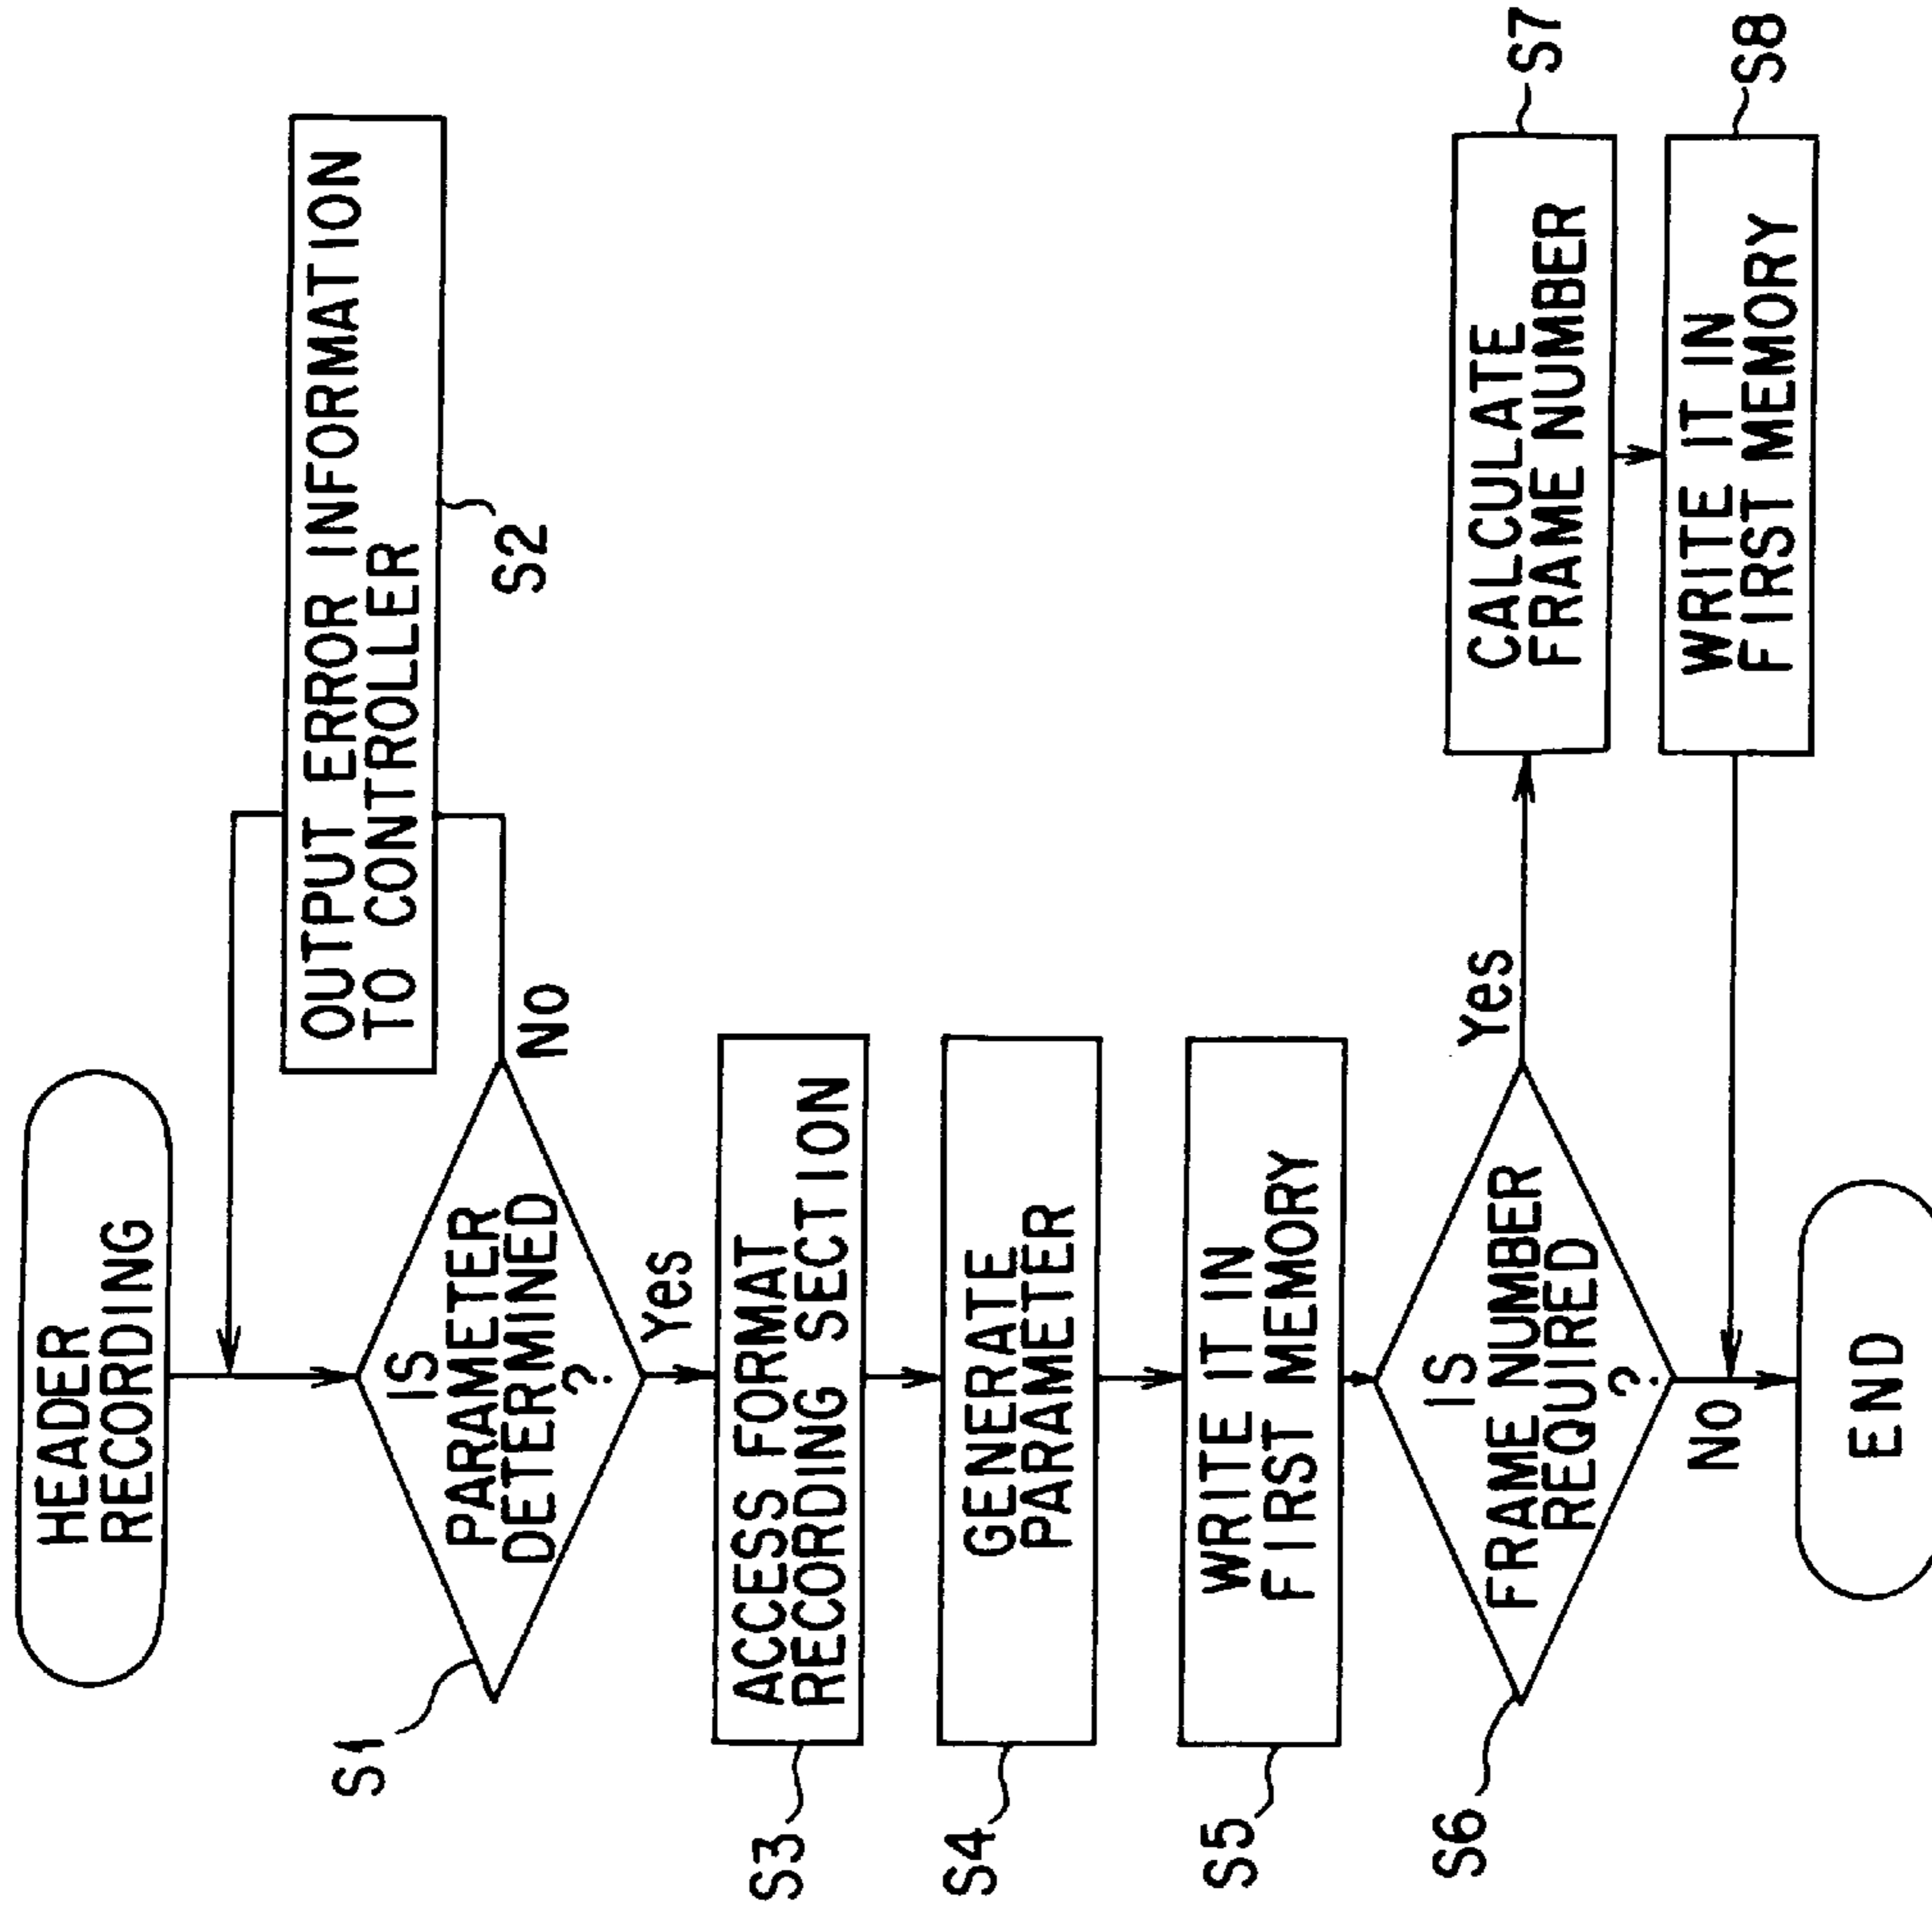 HEADER
RECORDING
S1
IS
PARAMETER
DETERMINED
?
No
Yes
OUTPUT ERROR INFORMATION
TO CONTROLLER
S2
S3
ACCESS FORMAT
RECORDING SECTION
S4
GENERATE
PARAMETER
S5
WRITE IT IN
FIRST MEMORY
S6
IS
FRAME NUMBER
REQUIRED
?
Yes
NO
CALCULATE
FRAME NUMBER
S7
WRITE IT IN
FIRST MEMORY
S8
END